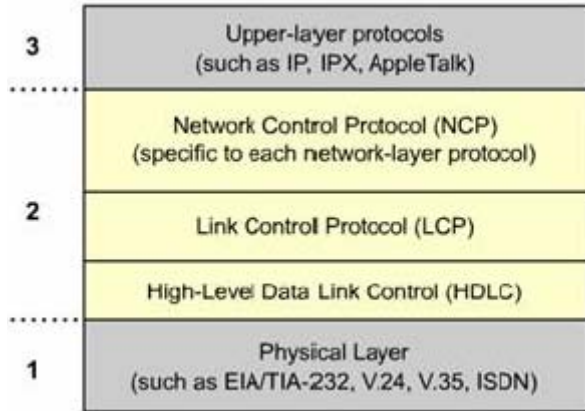 3
Upper-layer protocols
(such as IP, IPX, AppleTalk)
2
Network Control Protocol (NCP)
(specific to each network-layer protocol)
Link Control Protocol (LCP)
High-Level Data Link Control (HDLC)
1
Physical Layer
(such as EIA/TIA-232, V.24, V.35, ISDN)